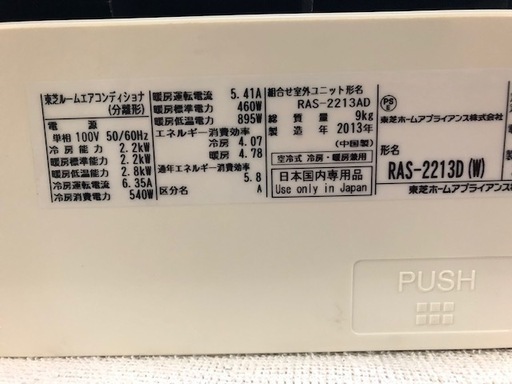 東芝ルームエアコンディショナ
(分離形)
電源
単相 100V 50/60Hz
冷房能力 2.2kW
暖房標準能力 2.2kW
暖房低温能力 2.8kW
冷房運転電流 6.35A
冷房消費電力 540W
暖房運転電流 5.41A
暖房標準電力 460W
暖房低温電力 895W
エネルギー消費効率
冷房 4.07
暖房 4.78
通年エネルギー消費効率
5.8
区分名 A
組合せ室外ユニット形名
RAS-2213AD
総質量 9kg
製造年 2013年
(中国製)
空冷式 冷房・暖房兼用
日本国内専用品
Use only in Japan
PS
E
東芝ホームアプライアンス株式会社
形名
RAS-2213D(W)
東芝ホームアプライアンス
PUSH